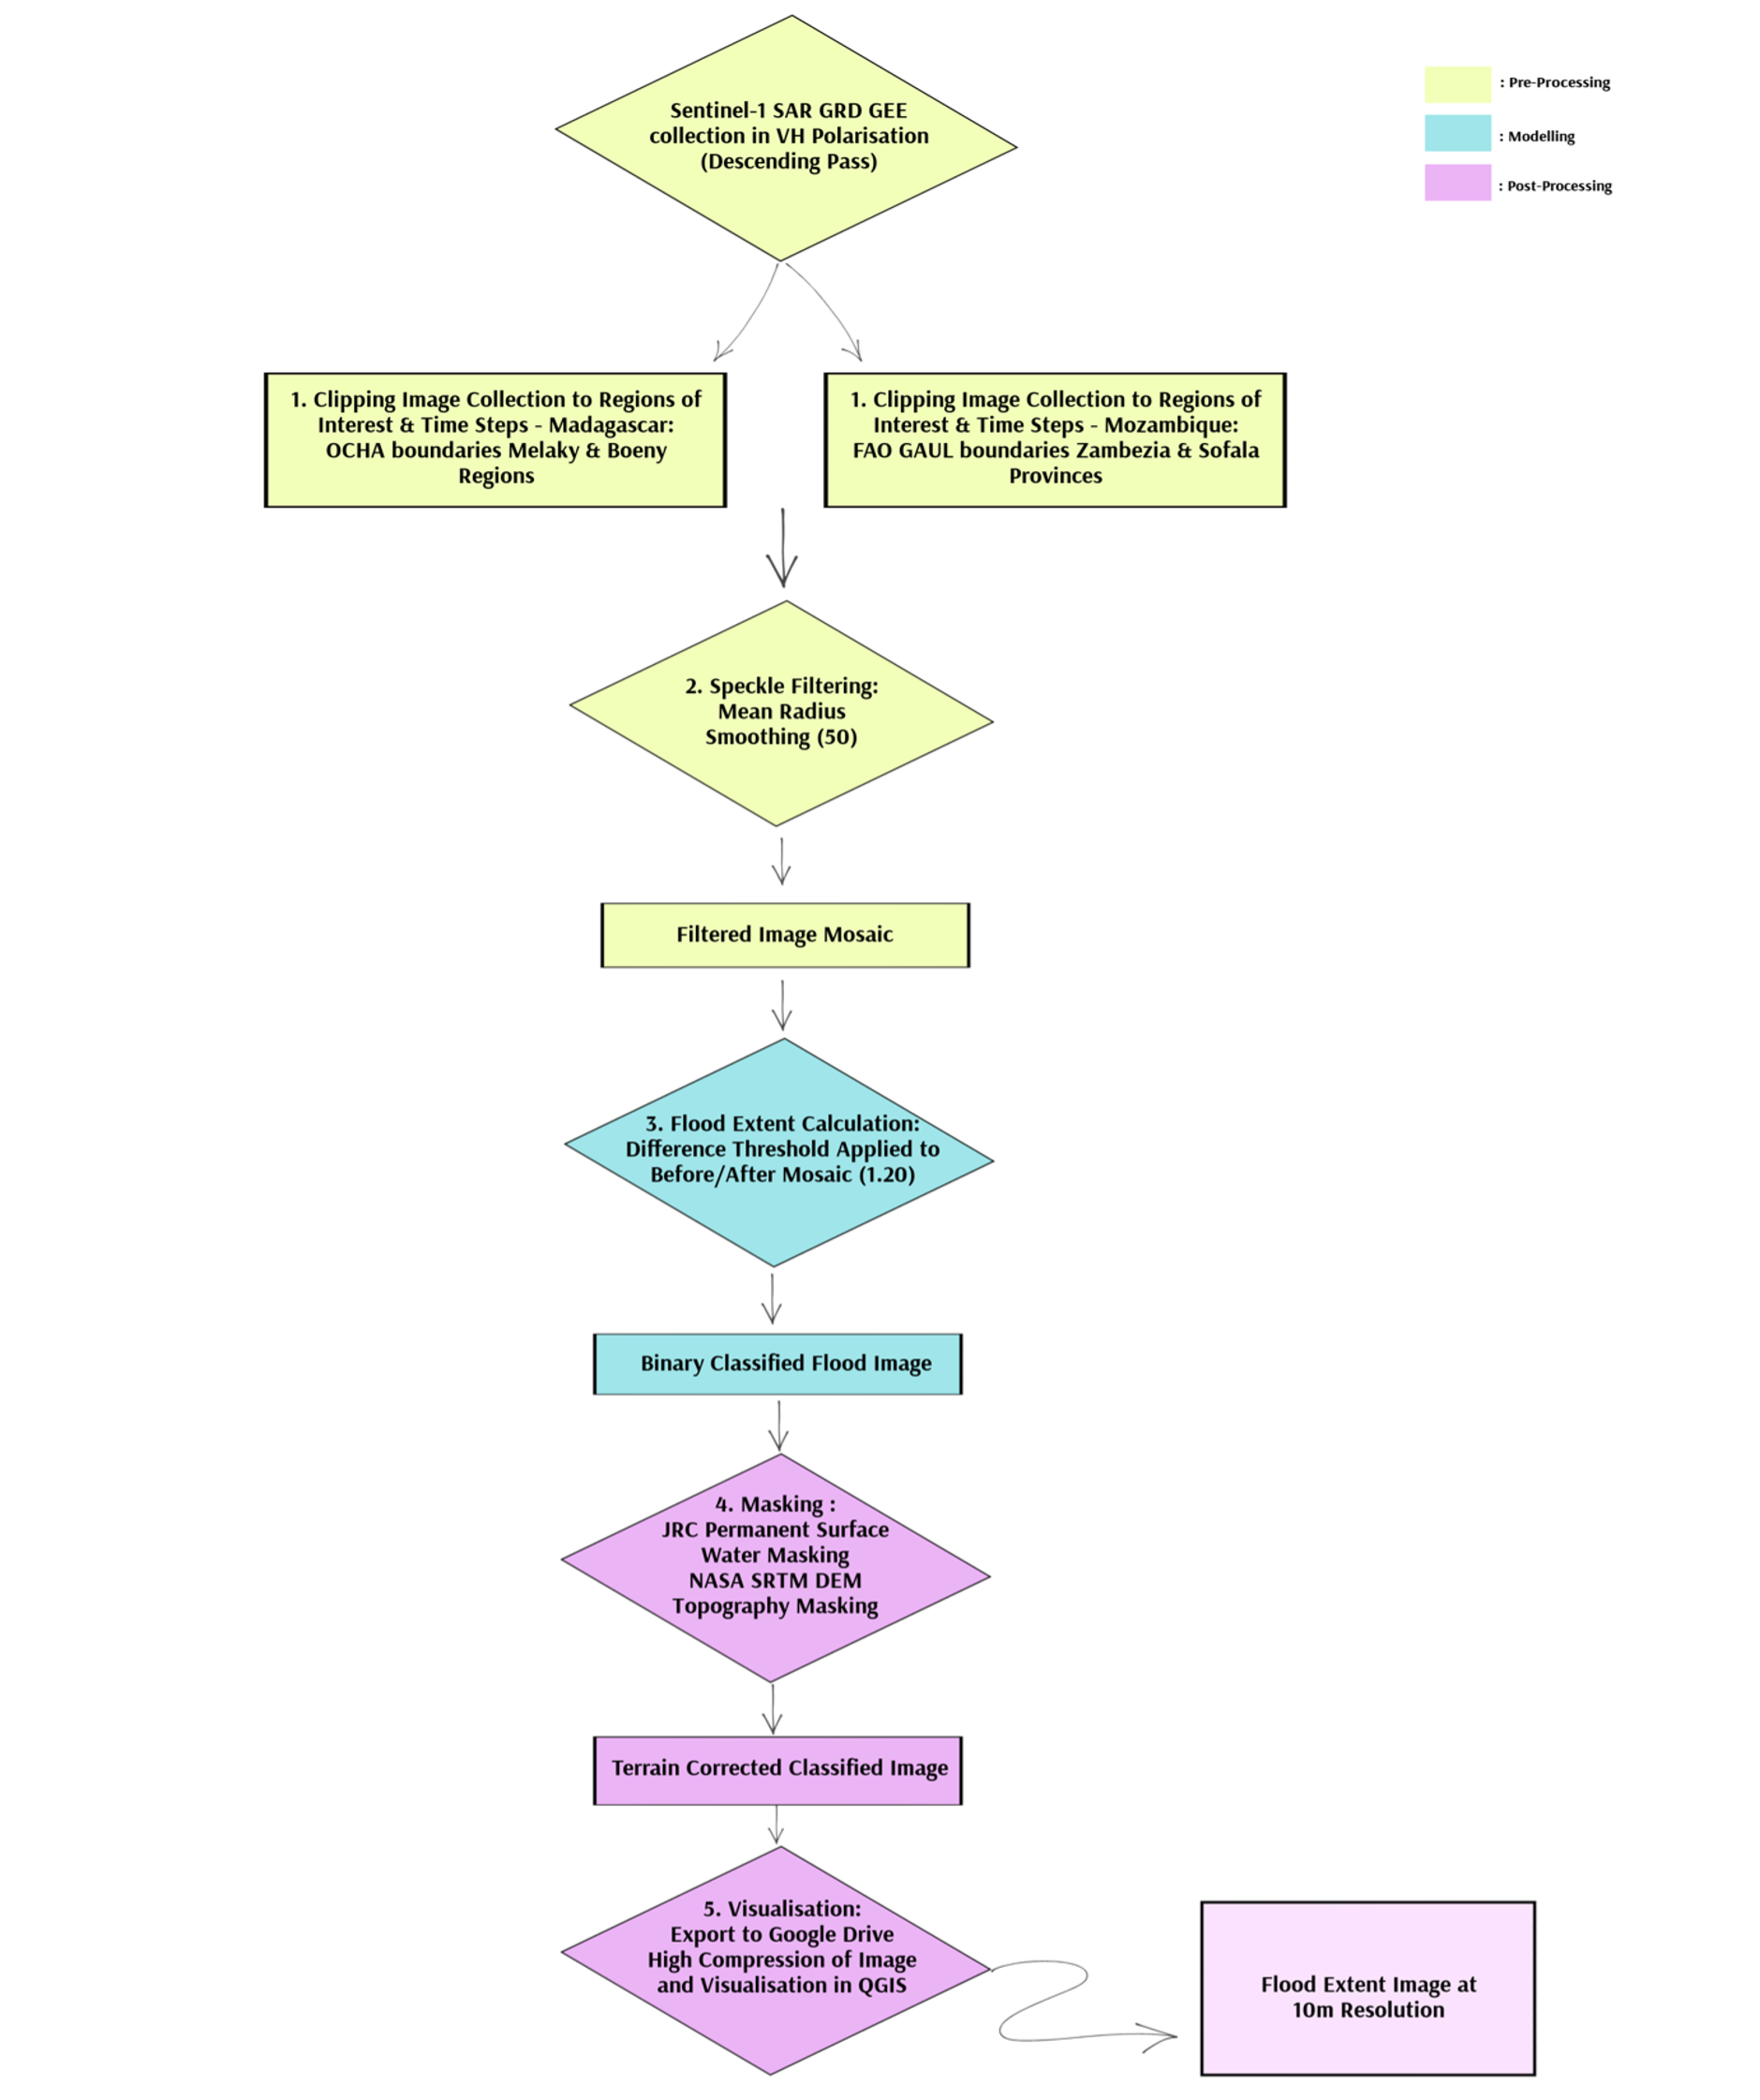 Sentinel-1 SAR GRD GEE
collection in VH Polarisation
(Descending Pass)
: Pre-Processing
: Modelling
: Post-Processing
1. Clipping Image Collection to Regions of
Interest & Time Steps - Madagascar:
OCHA boundaries Melaky & Boeny
Regions
1. Clipping Image Collection to Regions of
Interest & Time Steps - Mozambique:
FAO GAUL boundaries Zambezia & Sofala
Provinces
2. Speckle Filtering:
Mean Radius
Smoothing (50)
Filtered Image Mosaic
3. Flood Extent Calculation:
Difference Threshold Applied to
Before/After Mosaic (1.20)
Binary Classified Flood Image
4. Masking :
JRC Permanent Surface
Water Masking
NASA SRTM DEM
Topography Masking
Terrain Corrected Classified Image
5. Visualisation:
Export to Google Drive
High Compression of Image
and Visualisation in QGIS
Flood Extent Image at
10m Resolution